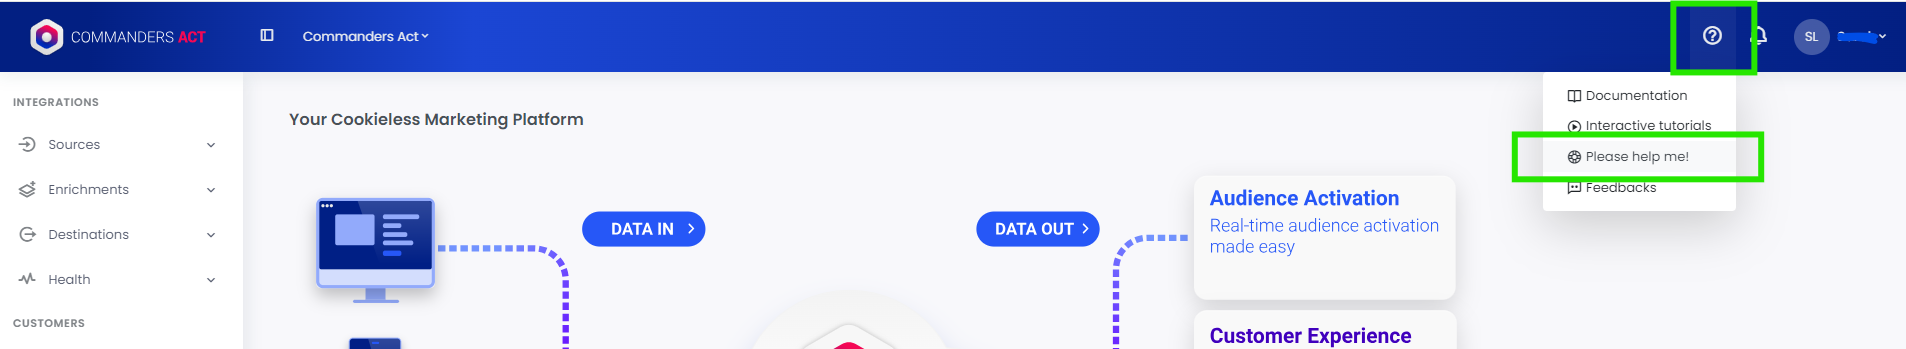 COMMANDERS ACT
Commanders Act
SL
Documentation
Interactive tutorials
Please help me!
Feedbacks
INTEGRATIONS
Sources
Enrichments
Destinations
Health
CUSTOMERS
Your Cookieless Marketing Platform
DATA IN
DATA OUT
Audience Activation
Real-time audience activation
made easy
Customer Experience